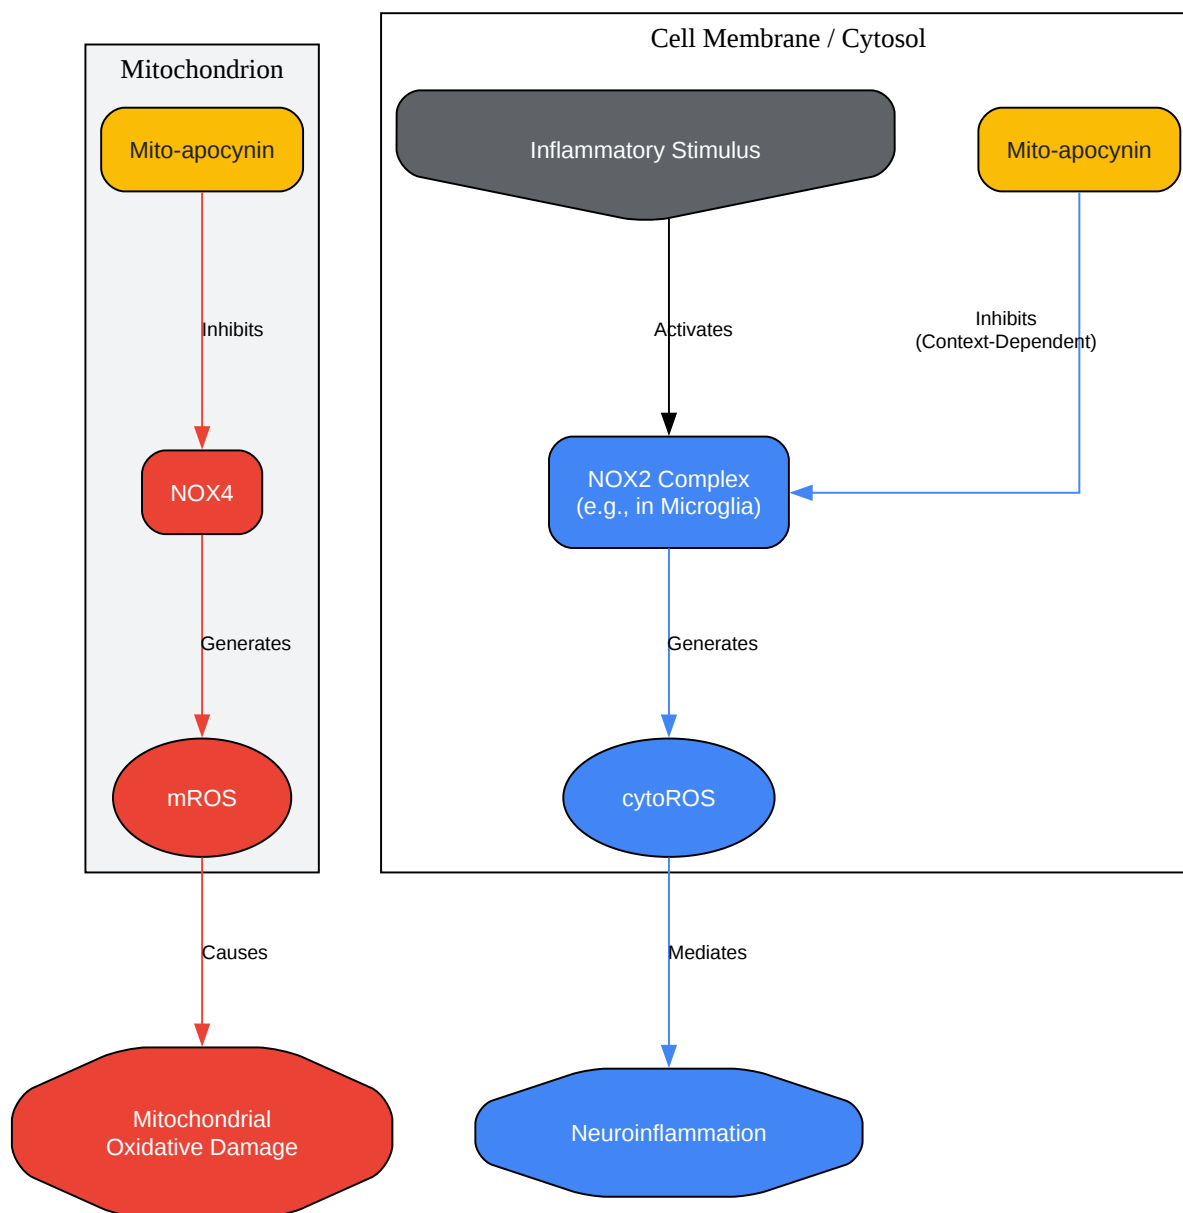 Mitochondrion
Mito-apocynin
Inhibits
NOX4
Generates
mROS
Causes
Mitochondrial
Oxidative Damage
Cell Membrane / Cytosol
Inflammatory Stimulus
Mito-apocynin
Activates
Inhibits
(Context-Dependent)
NOX2 Complex
(e.g., in Microglia)
Generates
cytoROS
Mediates
Neuroinflammation